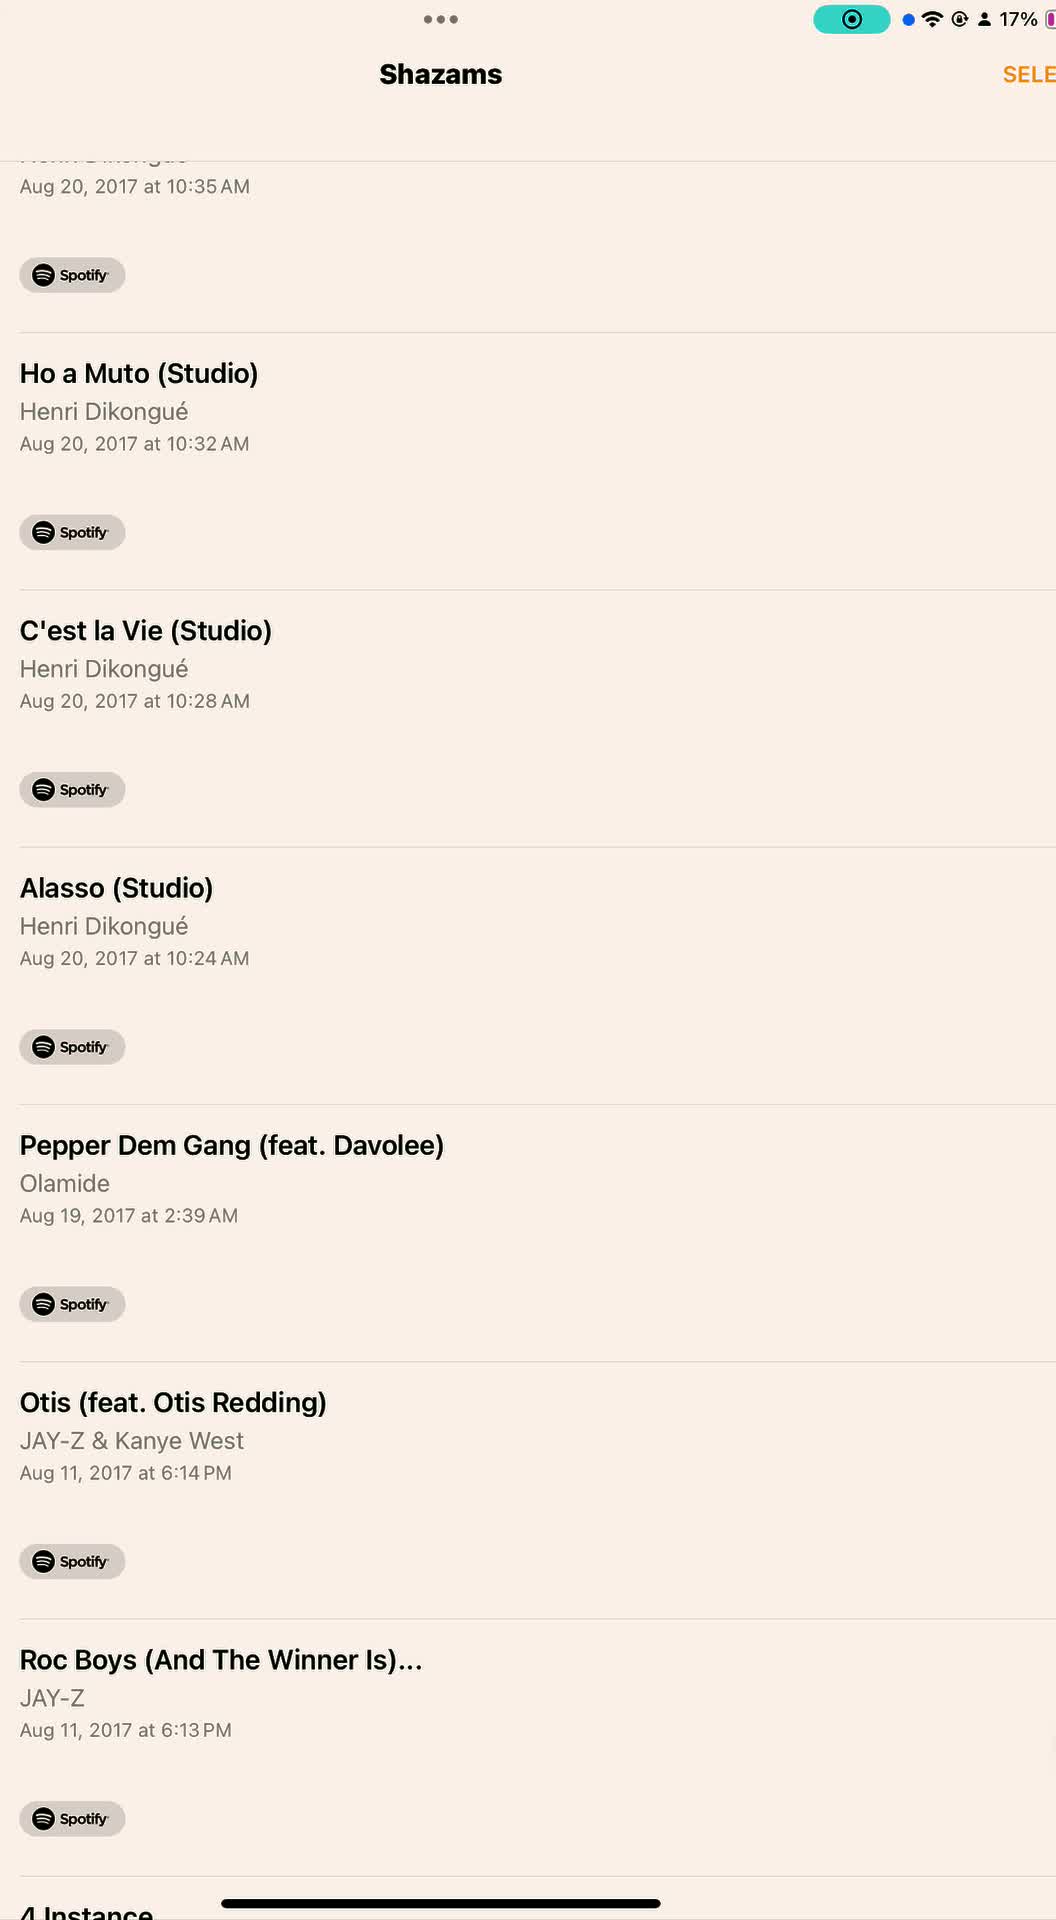 17%
Shazams
SELE
Henri Dikongué
Aug 20, 2017 at 10:35 AM
Spotify
Ho a Muto (Studio)
Henri Dikongué
Aug 20, 2017 at 10:32 AM
Spotify
C'est la Vie (Studio)
Henri Dikongué
Aug 20, 2017 at 10:28 AM
Spotify
Alasso (Studio)
Henri Dikongué
Aug 20, 2017 at 10:24 AM
Spotify
Pepper Dem Gang (feat. Davolee)
Olamide
Aug 19, 2017 at 2:39 AM
Spotify
Otis (feat. Otis Redding)
JAY-Z & Kanye West
Aug 11, 2017 at 6:14 PM
Spotify
Roc Boys (And The Winner Is)...
JAY-Z
Aug 11, 2017 at 6:13 PM
Spotify
4 Instance